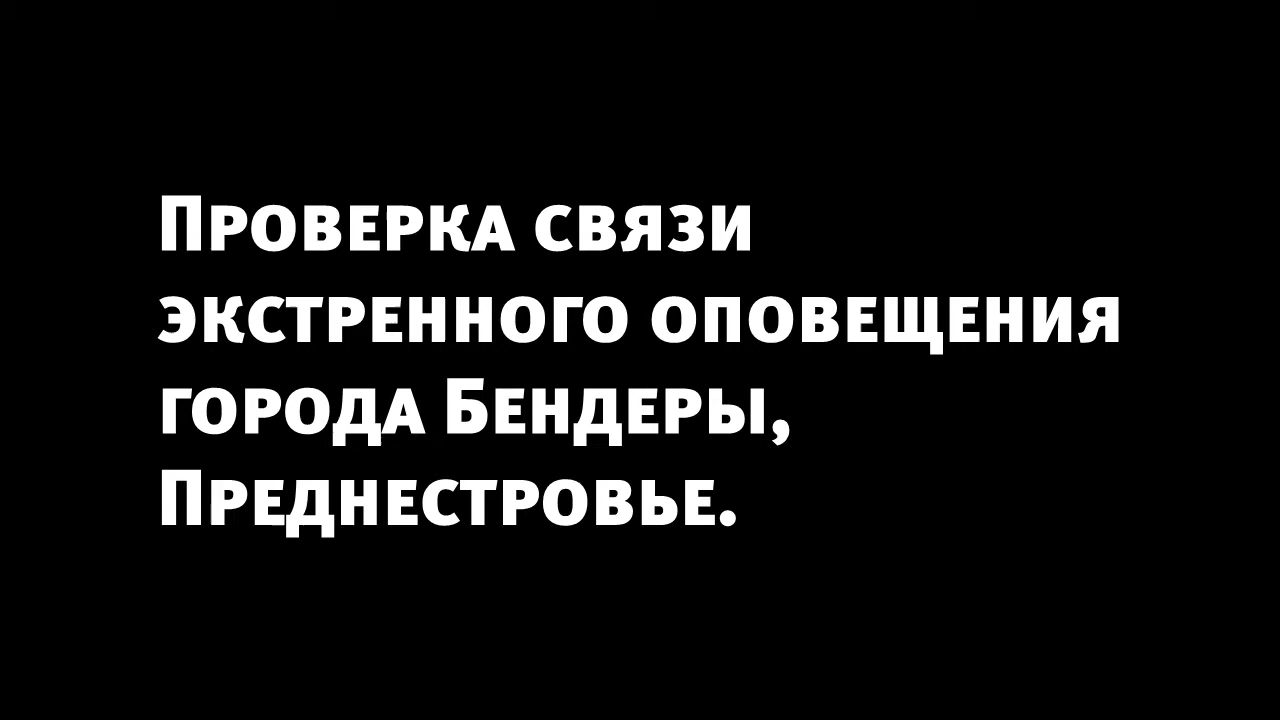 Проверка связи
экстренного оповещения
города Бендеры,
Преднестровье.